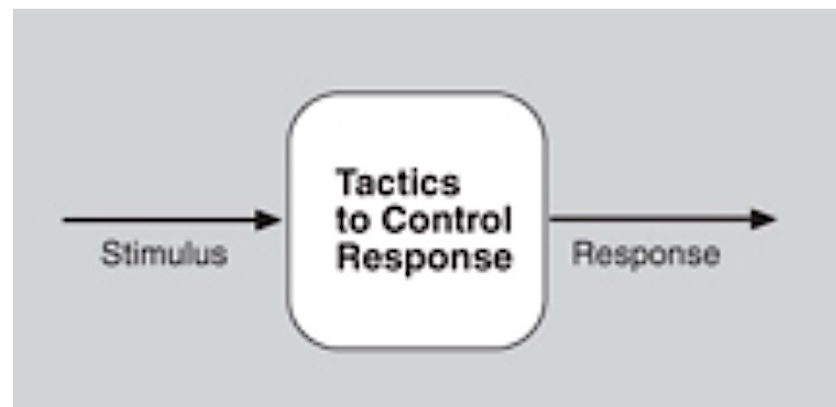 Stimulus
Tactics
to Control
Response
Response